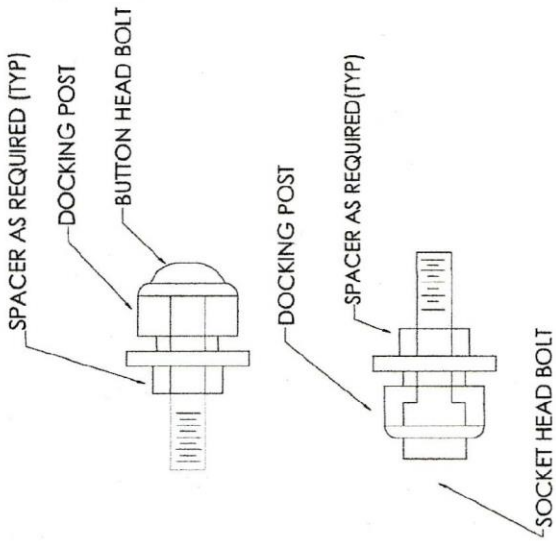 SPACER AS REQUIRED (TYP)
DOCKING POST
BUTTON HEAD BOLT
DOCKING POST
SPACER AS REQUIRED(TYP)
SOCKET HEAD BOLT